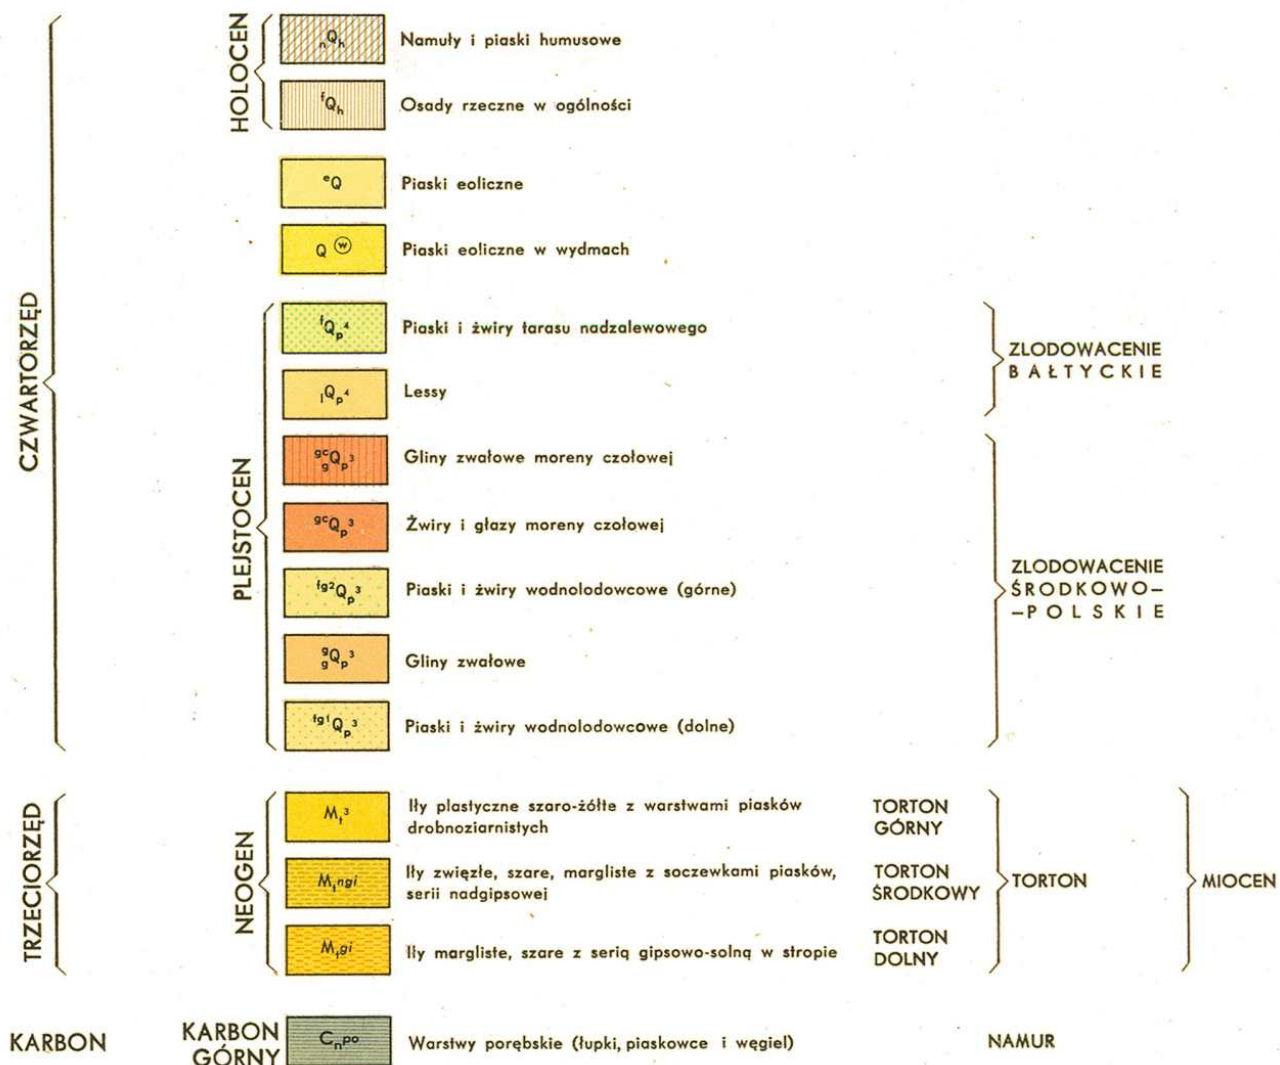 CZWARTORZĘD
HOLOCEN
nQh Namuły i piaski humusowe
fQh Osady rzeczne w ogólności
eQ Piaski eoliczne
Q w Piaski eoliczne w wydmach
PLEJSTOCEN
fQp4 Piaski i żwiry tarasu nadzalewowego
lQp4 Lessy
ZLODOWACENIE
BAŁTYCKIE
gcgQp3 Gliny zwałowe moreny czołowej
gcQp3 Żwiry i głazy moreny czołowej
fg2Qp3 Piaski i żwiry wodnolodowcowe (górne)
ggQp3 Gliny zwałowe
fg1Qp3 Piaski i żwiry wodnolodowcowe (dolne)
ZLODOWACENIE
ŚRODKOWO–
–POLSKIE
TRZECIORZĘD
NEOGEN
Mt3 Iły plastyczne szaro-żółte z warstwami piasków
drobnoziarnistych
TORTON
GÓRNY
Mtngi Iły zwięzłe, szare, margliste z soczewkami piasków,
serii nadgipsowej
TORTON
ŚRODKOWY
Mtgi Iły margliste, szare z serią gipsowo-solną w stropie
TORTON
DOLNY
TORTON
MIOCEN
KARBON
KARBON
GÓRNY
Cnpo Warstwy porębskie (łupki, piaskowce i węgiel)
NAMUR